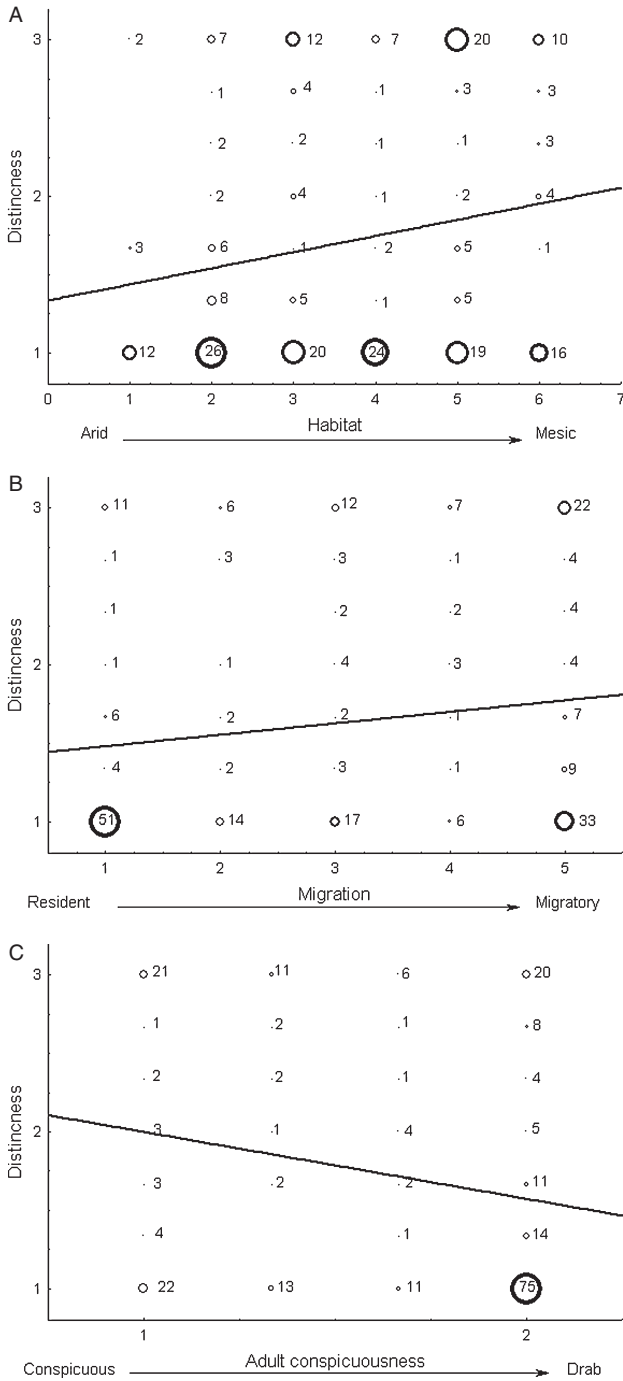 A
3 2 7 12 7 20 10
1 4 1 3 3
2 2 1 1 3
Distincness
2 2 4 1 2 4
3 6 1 2 5 1
8 5 1 5
1 12 26 20 24 19 16
0 1 2 3 4 5 6 7
Arid Habitat Mesic
B
3 11 6 12 7 22
1 3 3 1 4
1 2 2 4
Distincness
2 1 1 4 3 4
6 2 2 1 7
4 2 3 1 9
1 51 14 17 6 33
1 2 3 4 5
Resident Migration Migratory
C
3 21 11 6 20
1 2 1 8
2 2 1 4
Distincness
2 3 1 4 5
3 2 2 11
4 1 14
1 22 13 11 75
1 2
Conspicuous Adult conspicuousness Drab